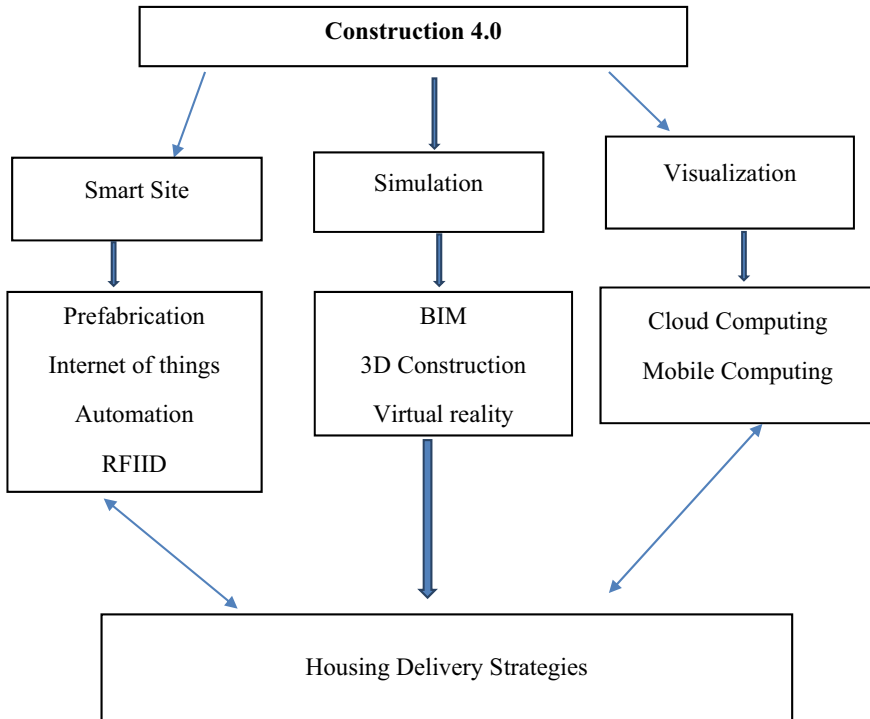 Construction 4.0
Smart Site
Simulation
Visualization
Prefabrication
Internet of things
Automation
RFIID
BIM
3D Construction
Virtual reality
Cloud Computing
Mobile Computing
Housing Delivery Strategies